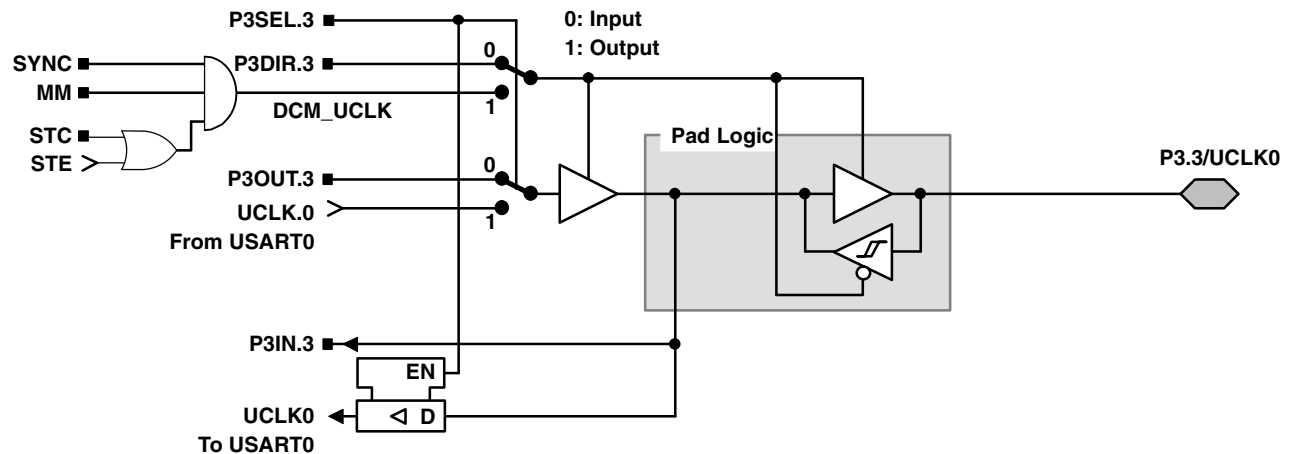 P3SEL.3
0: Input
1: Output
SYNC
P3DIR.3
0
MM
1
DCM_UCLK
STC
STE
Pad Logic
P3.3/UCLK0
P3OUT.3
0
UCLK.0
1
From USART0
P3IN.3
EN
UCLK0
D
To USART0